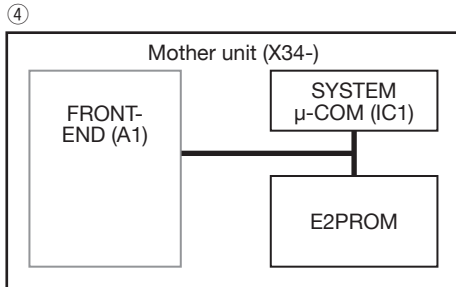 ④
Mother unit (X34-)
FRONT-
END (A1)
SYSTEM
µ-COM (IC1)
E2PROM